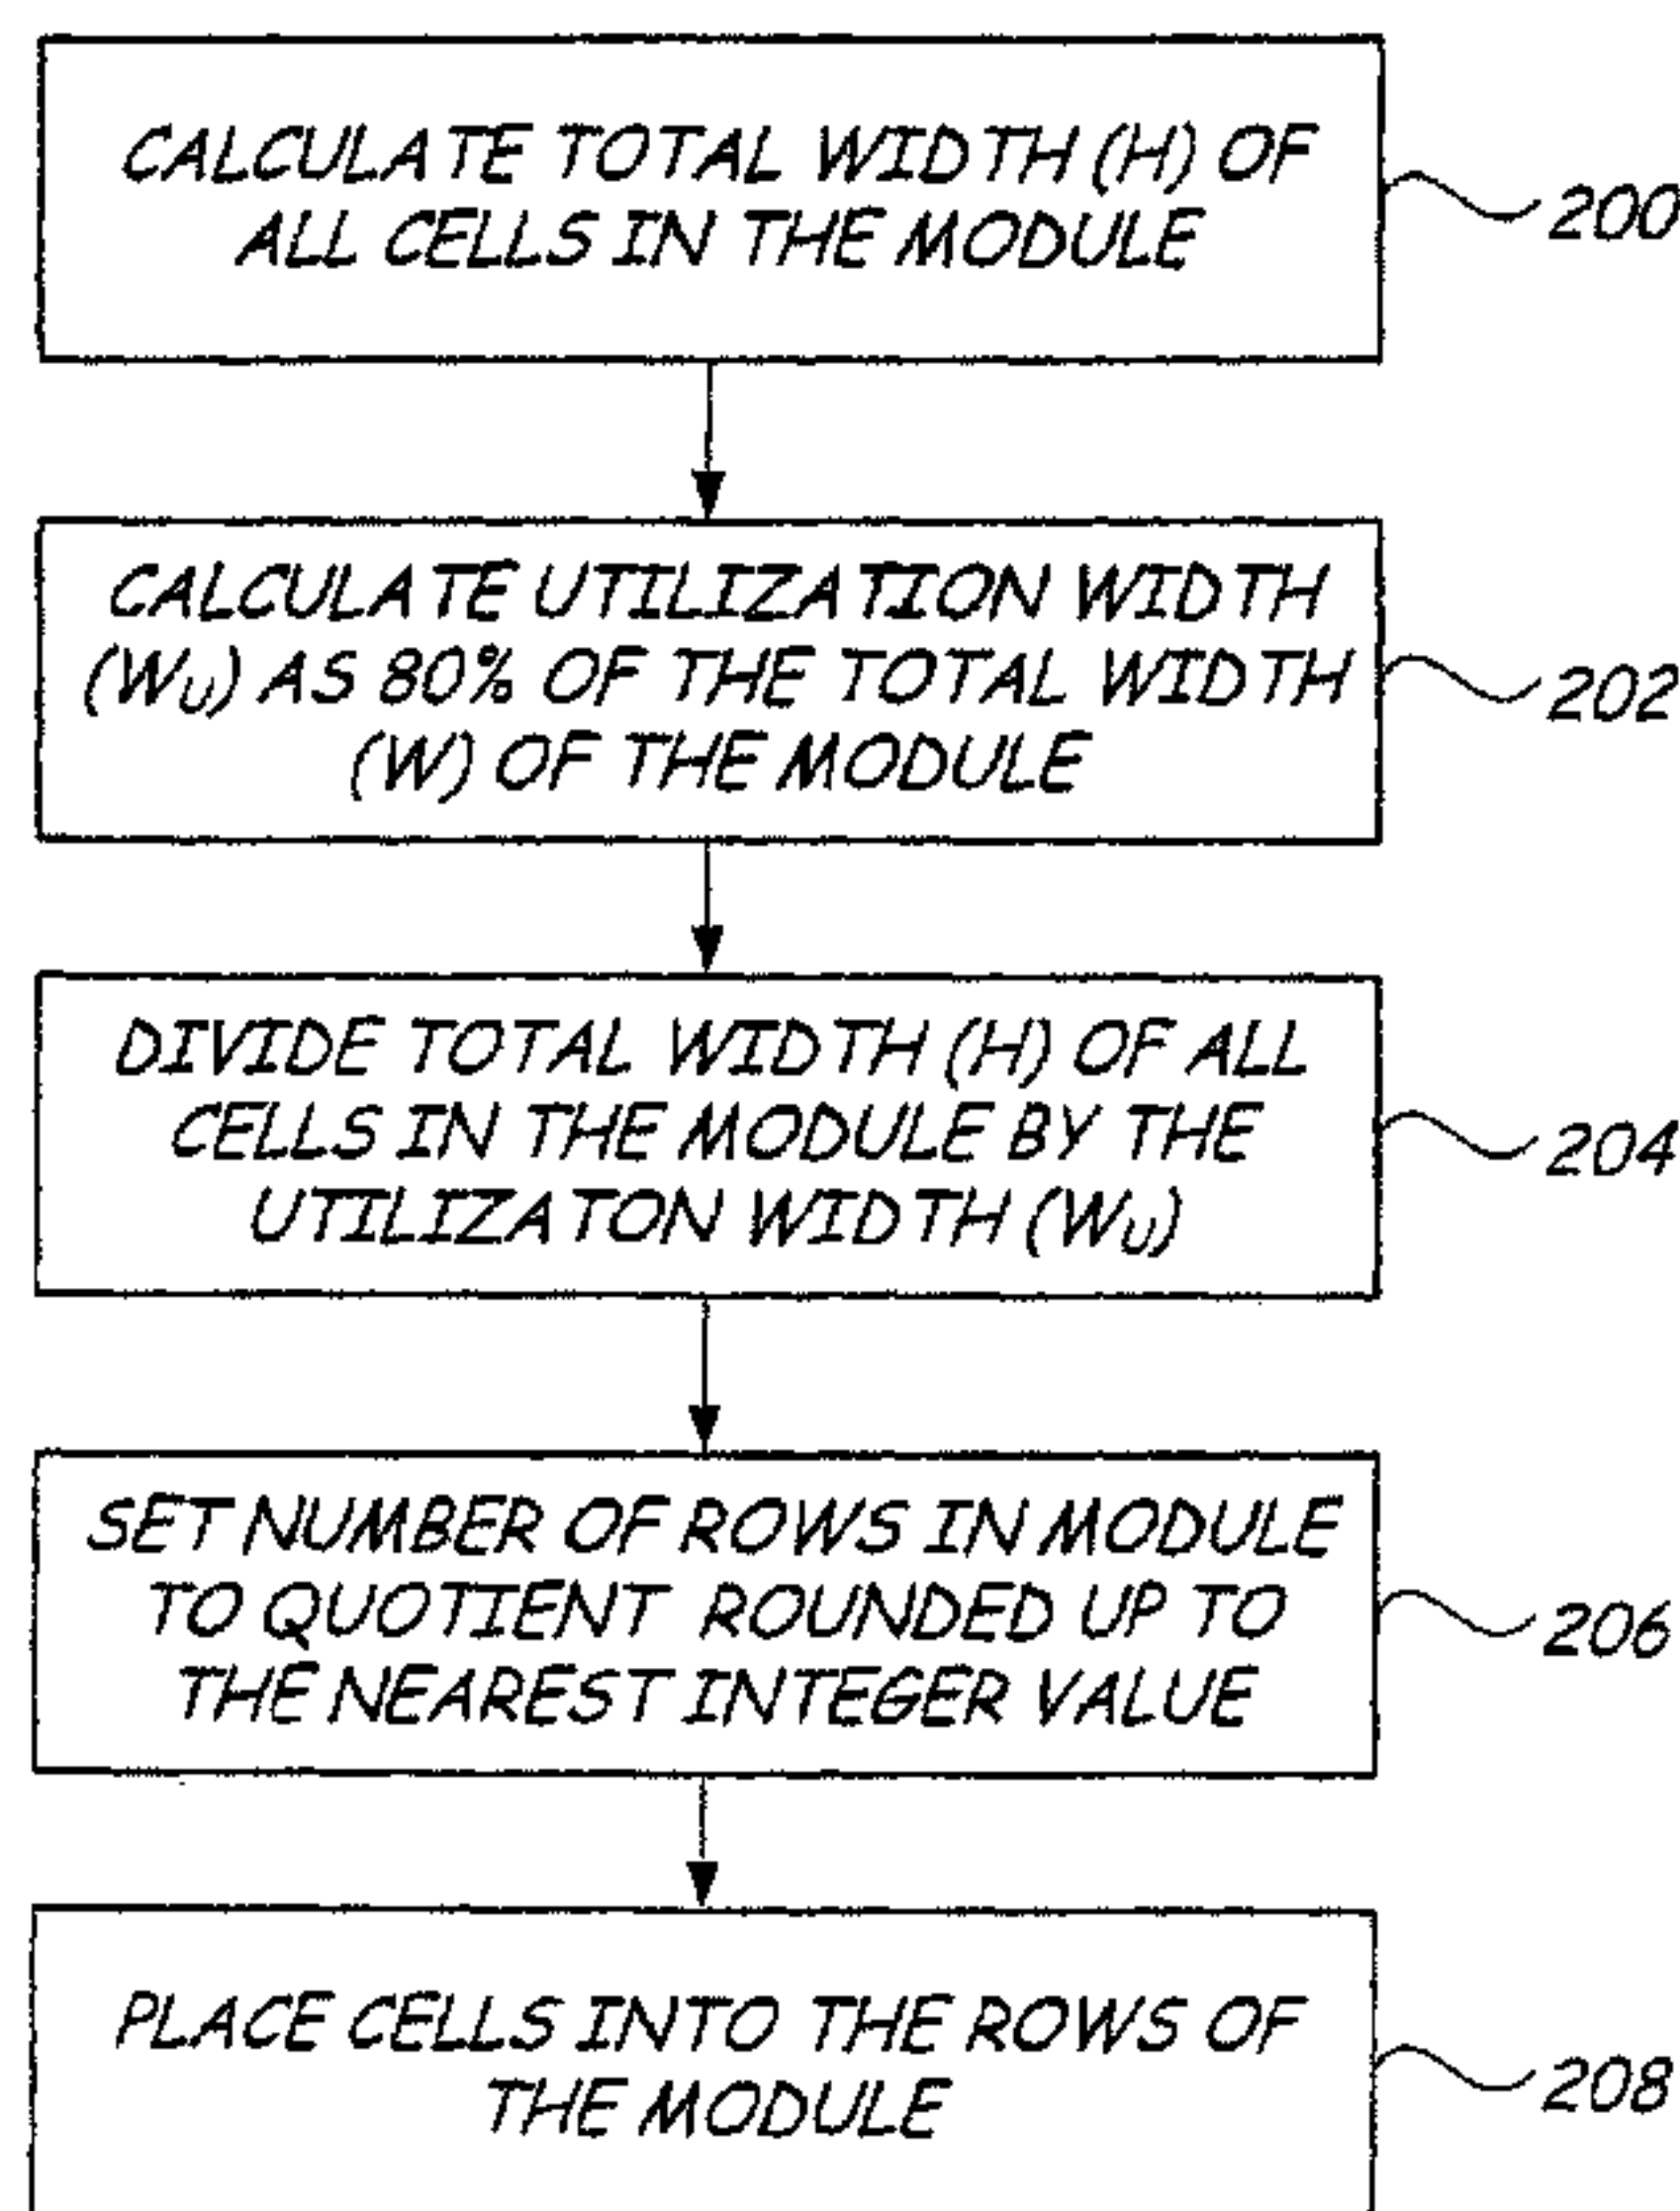 CALCULATE TOTAL WIDTH (H) OF
ALL CELLS IN THE MODULE
200
CALCULATE UTILIZATION WIDTH
(WU) AS 80% OF THE TOTAL WIDTH
(W) OF THE MODULE
202
DIVIDE TOTAL WIDTH (H) OF ALL
CELLS IN THE MODULE BY THE
UTILIZATON WIDTH (WU)
204
SET NUMBER OF ROWS IN MODULE
TO QUOTIENT ROUNDED UP TO
THE NEAREST INTEGER VALUE
206
PLACE CELLS INTO THE ROWS OF
THE MODULE
208